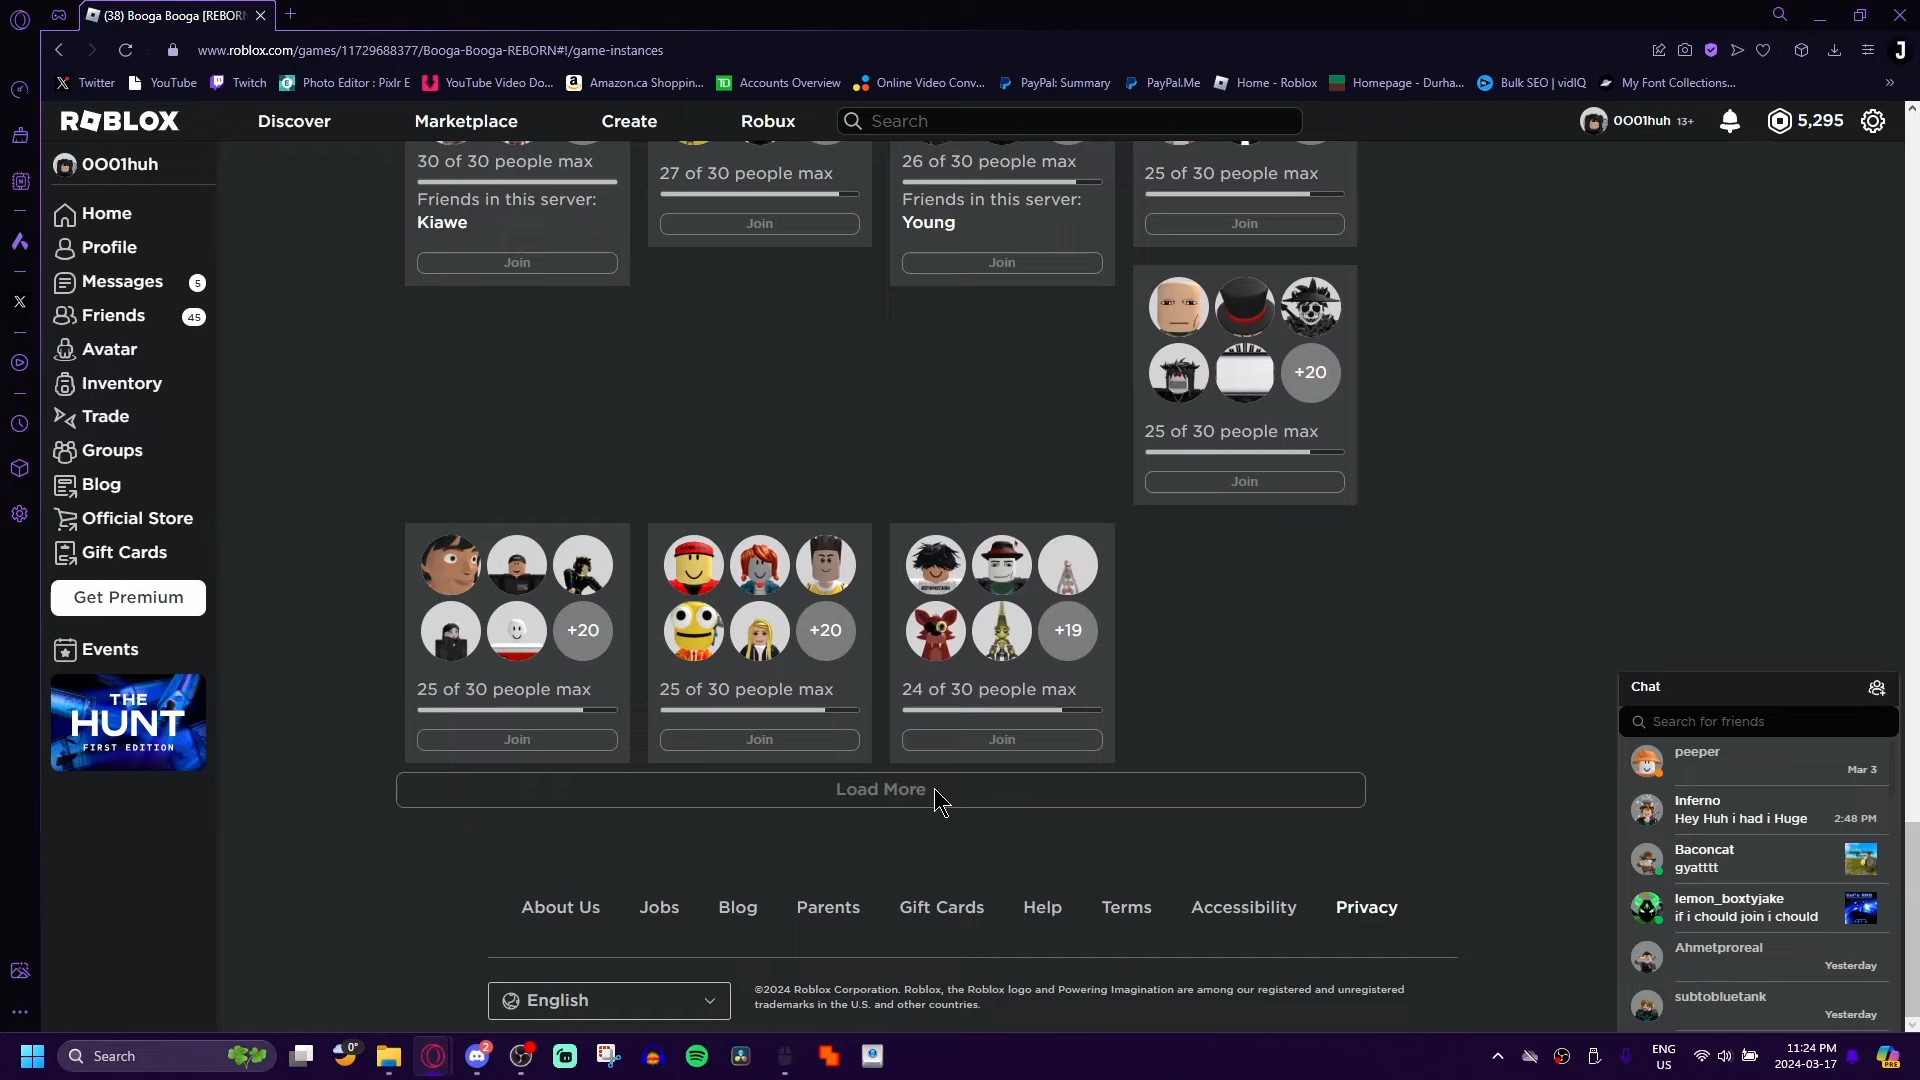 (38) Booga Booga [REBORN
www.roblox.com/games/11729688377/Booga-Booga-REBORN#!/game-instances
J
Twitter
YouTube
Twitch
Photo Editor : Pixlr E
YouTube Video Do...
Amazon.ca Shoppin...
Accounts Overview
Online Video Conv...
PayPal: Summary
PayPal.Me
Home - Roblox
Homepage - Durha...
Bulk SEO | vidIQ
My Font Collections...
ROBLOX
Discover
Marketplace
Create
Robux
Search
0O01huh 13+
5,295
0O01huh
Home
Profile
Messages 5
Friends 45
Avatar
Inventory
Trade
Groups
Blog
Official Store
Gift Cards
Get Premium
Events
THE
HUNT
FIRST EDITION
30 of 30 people max
Friends in this server:
Kiawe
Join
27 of 30 people max
Join
26 of 30 people max
Friends in this server:
Young
Join
25 of 30 people max
Join
+20
25 of 30 people max
Join
+20
25 of 30 people max
Join
+20
25 of 30 people max
Join
+19
24 of 30 people max
Join
Load More
About Us
Jobs
Blog
Parents
Gift Cards
Help
Terms
Accessibility
Privacy
English
©2024 Roblox Corporation. Roblox, the Roblox logo and Powering Imagination are among our registered and unregistered
trademarks in the U.S. and other countries.
Chat
Search for friends
peeper
Mar 3
Inferno
Hey Huh i had i Huge 2:48 PM
Baconcat
gyatttt
lemon_boxtyjake
if i chould join i chould
Ahmetproreal
Yesterday
subtobluetank
Yesterday
Search
0°
2
ENG
US
11:24 PM
2024-03-17
PRE